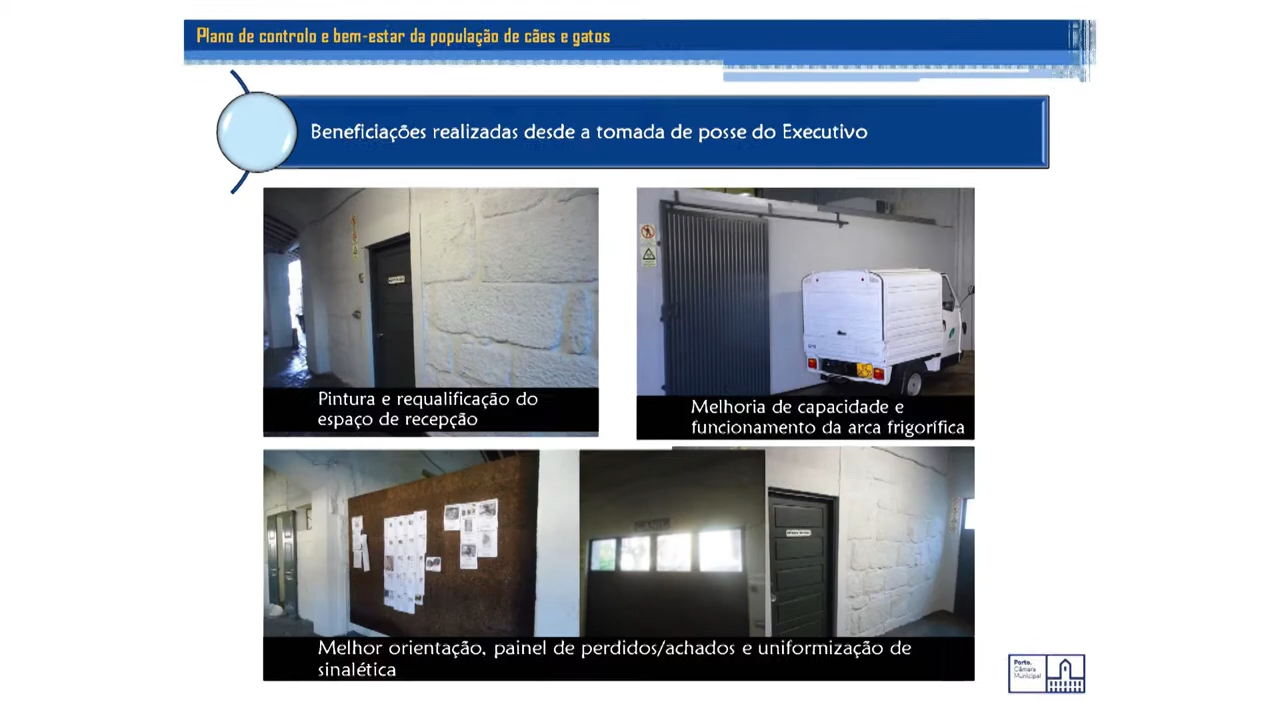 Plano de controlo e bem-estar da população de cães e gatos
Beneficiações realizadas desde a tomada de posse do Executivo
Pintura e requalificação do
espaço de recepção
Melhoria de capacidade e
funcionamento da arca frigorífica
Melhor orientação, painel de perdidos/achados e uniformização de
sinalética
Porto.
Câmara
Municipal